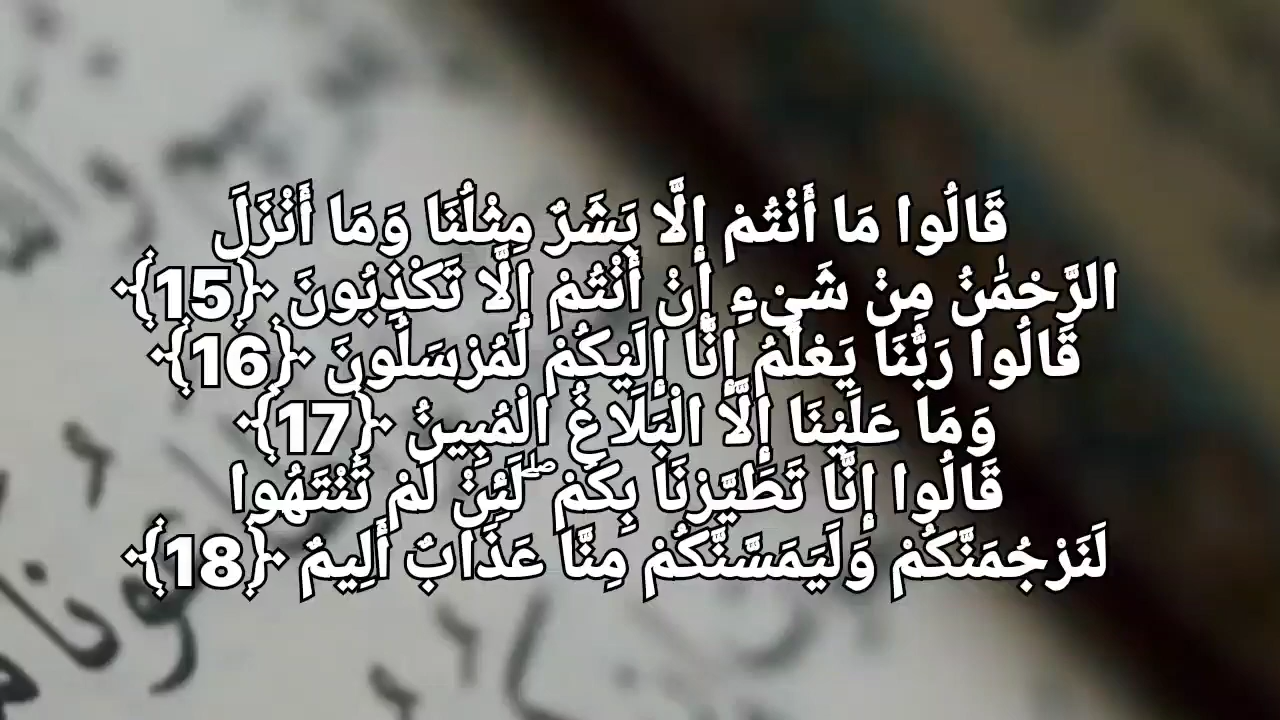 قَالُوا مَا أَنْتُمْ إِلَّا بَشَرٌ مِثْلُنَا وَمَا أَنْزَلَ
الرَّحْمَٰنُ مِنْ شَيْءٍ إِنْ أَنْتُمْ إِلَّا تَكْذِبُونَ ﴿15﴾
قَالُوا رَبُّنَا يَعْلَمُ إِنَّا إِلَيْكُمْ لَمُرْسَلُونَ ﴿16﴾
وَمَا عَلَيْنَا إِلَّا الْبَلَاغُ الْمُبِينُ ﴿17﴾
قَالُوا إِنَّا تَطَيَّرْنَا بِكُمْ ۖ لَئِنْ لَمْ تَنْتَهُوا
لَنَرْجُمَنَّكُمْ وَلَيَمَسَّنَّكُمْ مِنَّا عَذَابٌ أَلِيمٌ ﴿18﴾